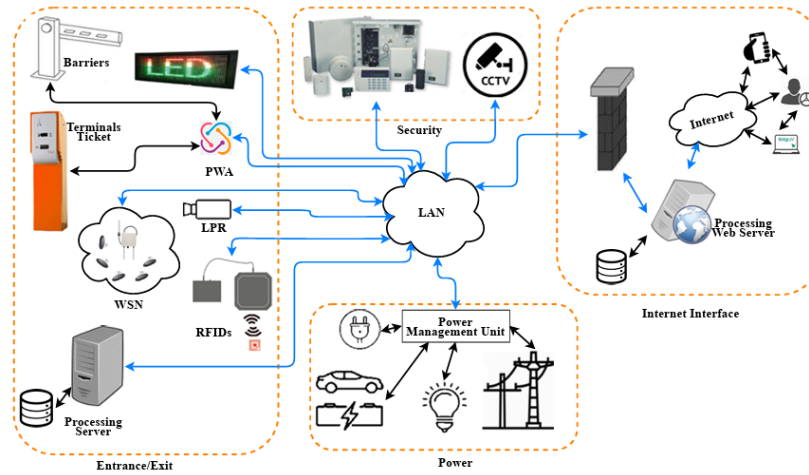 Barriers
LED
Terminals
Ticket
PWA
LPR
WSN
RFIDs
Processing
Server
Entrance/Exit
CCTV
Security
LAN
Power
Management Unit
Power
Internet
Processing
Web Server
Internet Interface